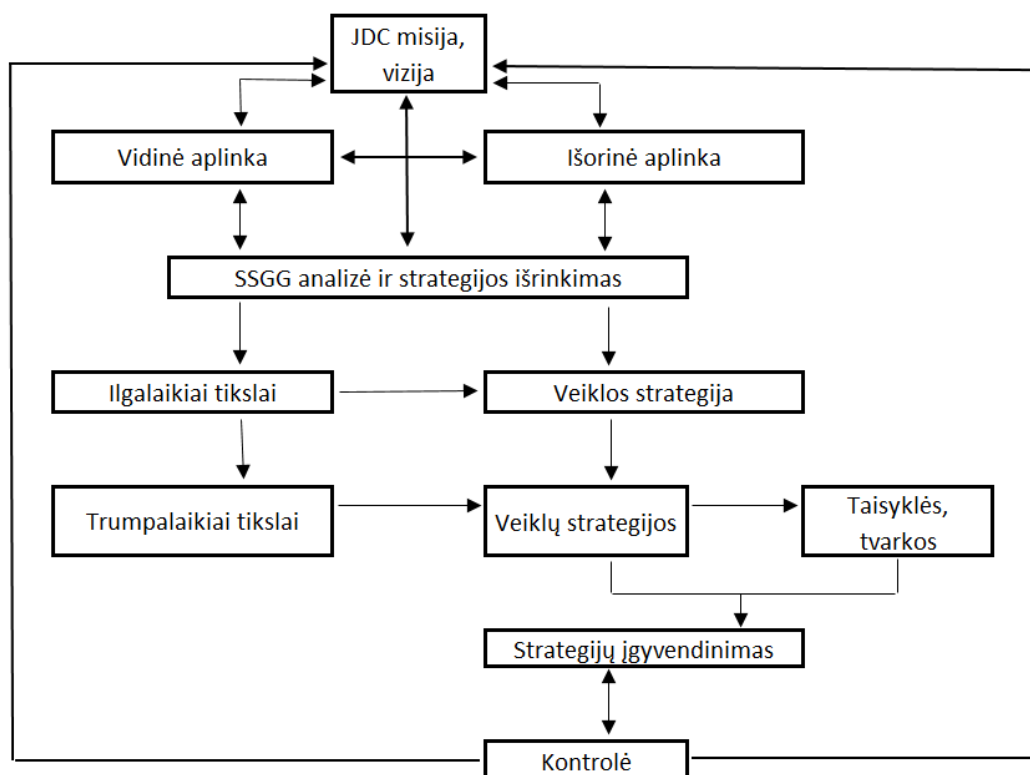 JDC misija,
vizija
Vidinė aplinka
Išorinė aplinka
SSGG analizė ir strategijos išrinkimas
Ilgalaikiai tikslai
Veiklos strategija
Trumpalaikiai tikslai
Veiklų strategijos
Taisyklės,
tvarkos
Strategijų įgyvendinimas
Kontrolė